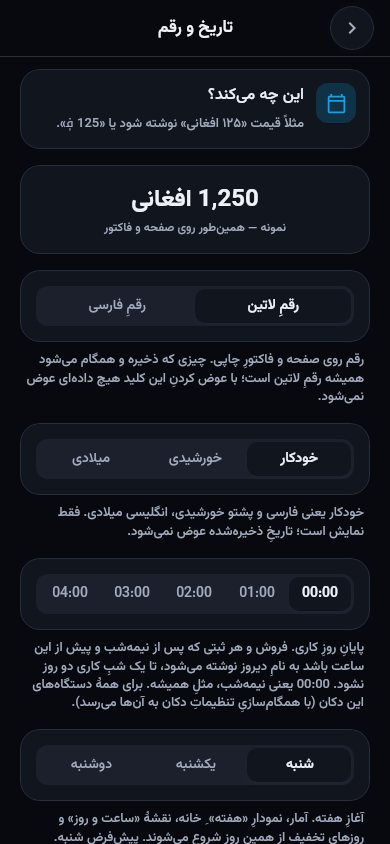 تاریخ و رقم
این چه می‌کند؟
مثلاً قیمت «۱۲۵ افغانی» نوشته شود یا «125 ؋».
1,250 افغانی
نمونه — همین‌طور روی صفحه و فاکتور
رقمِ لاتین
رقمِ فارسی
رقم روی صفحه و فاکتورِ چاپی. چیزی که ذخیره و همگام می‌شود
همیشه رقمِ لاتین است؛ با عوض کردنِ این کلید هیچ داده‌ای عوض
نمی‌شود.
خودکار
خورشیدی
میلادی
خودکار یعنی فارسی و پشتو خورشیدی، انگلیسی میلادی. فقط
نمایش است؛ تاریخِ ذخیره‌شده عوض نمی‌شود.
00:00
01:00
02:00
03:00
04:00
پایانِ روزِ کاری. فروش و هر ثبتی که پس از نیمه‌شب و پیش از این
ساعت باشد به نامِ دیروز نوشته می‌شود، تا یک شبِ کاری دو روز
نشود. 00:00 یعنی نیمه‌شب، مثلِ همیشه. برای همهٔ دستگاه‌های
این دکان (با همگام‌سازیِ تنظیماتِ دکان به آن‌ها می‌رسد).
شنبه
یکشنبه
دوشنبه
آغازِ هفته. آمار، نمودارِ «هفته»ِ خانه، نقشهٔ «ساعت و روز» و
روزهای تخفیف از همین روز شروع می‌شوند. پیش‌فرض شنبه.